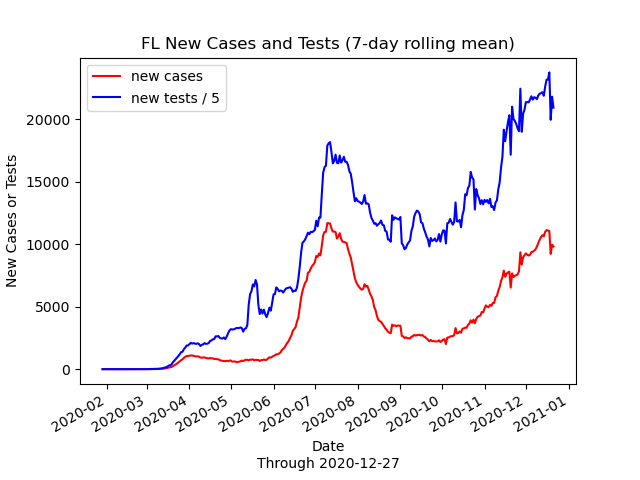 FL New Cases and Tests (7-day rolling mean)
new cases
new tests / 5
New Cases or Tests
20000
15000
10000
5000
0
2020-02
2020-03
2020-04
2020-05
2020-06
2020-07
2020-08
2020-09
2020-10
2020-11
2020-12
2021-01
Date
Through 2020-12-27